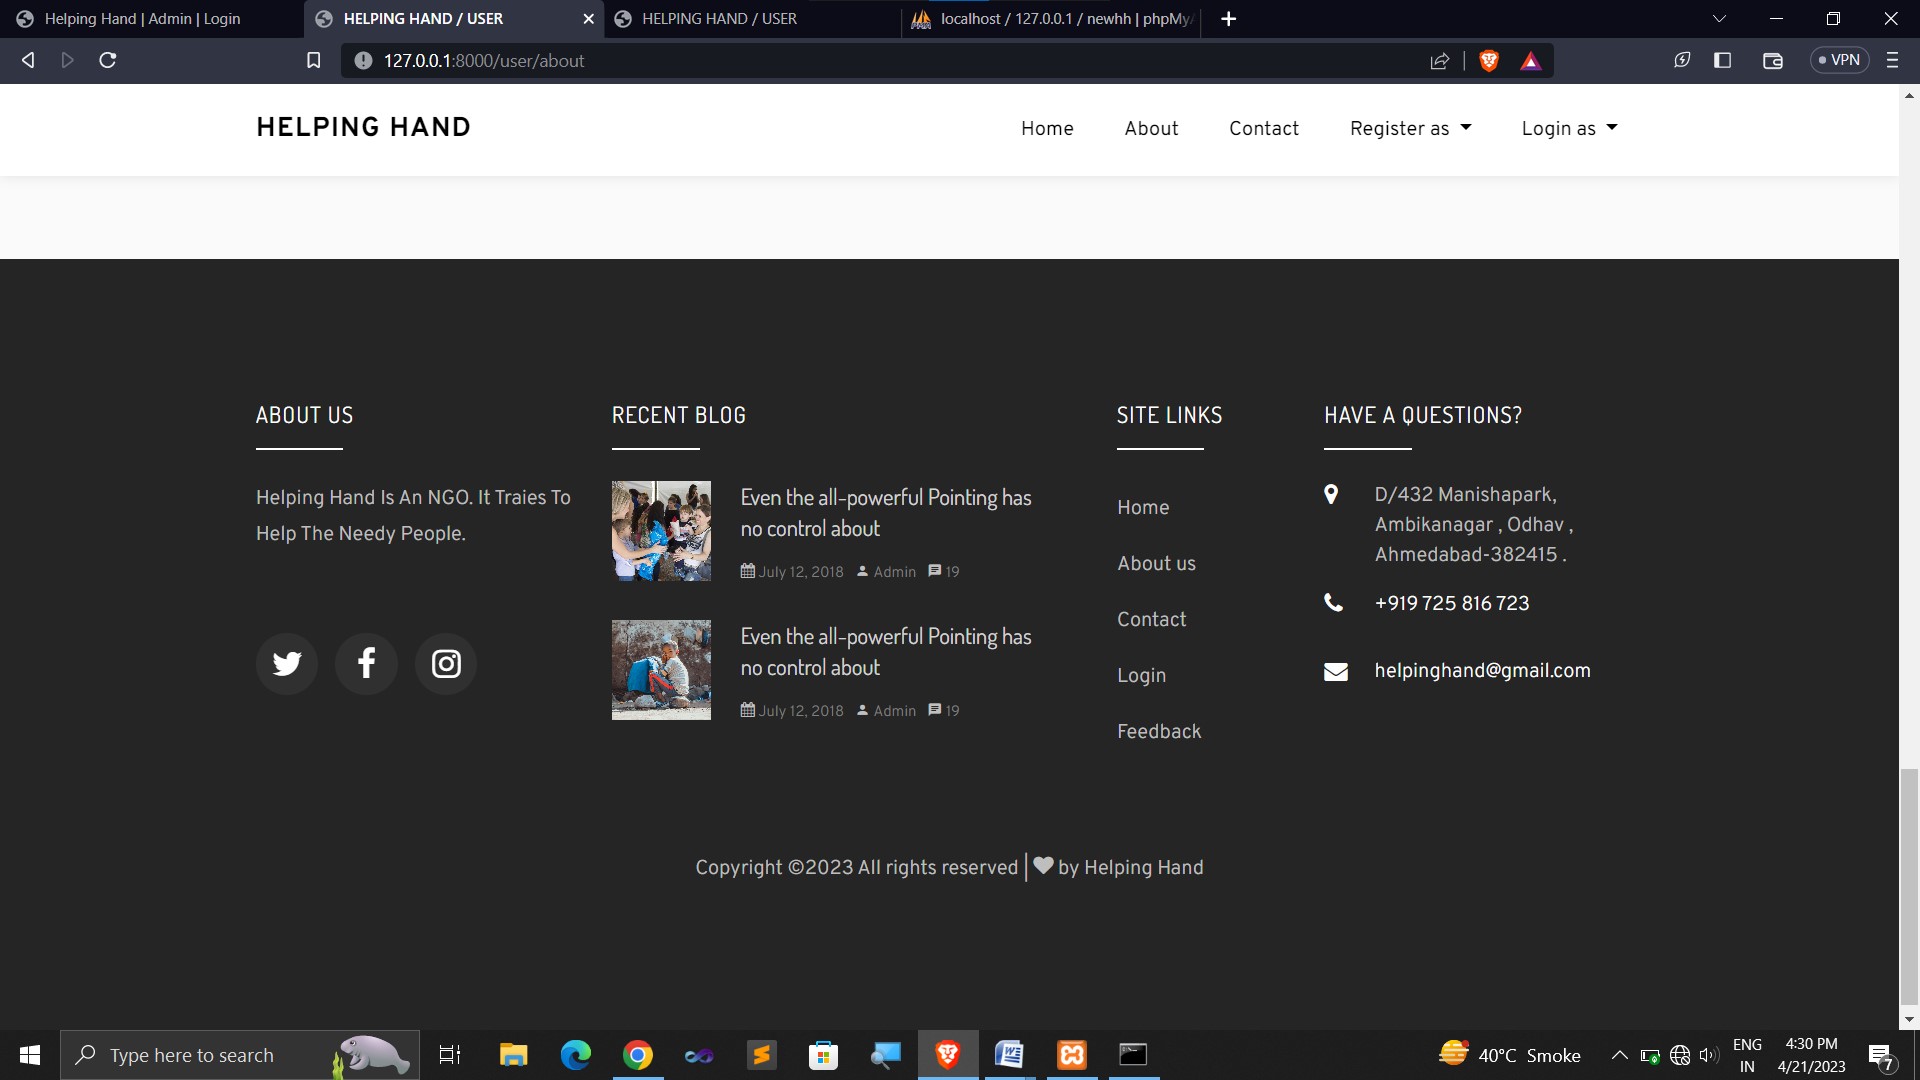 Helping Hand | Admin | Login
HELPING HAND / USER
HELPING HAND / USER
localhost / 127.0.0.1 / newhh | phpMyA
127.0.0.1:8000/user/about
VPN
HELPING HAND
Home
About
Contact
Register as
Login as
ABOUT US
Helping Hand Is An NGO. It Traies To
Help The Needy People.
RECENT BLOG
Even the all-powerful Pointing has
no control about
July 12, 2018 Admin 19
Even the all-powerful Pointing has
no control about
July 12, 2018 Admin 19
SITE LINKS
Home
About us
Contact
Login
Feedback
HAVE A QUESTIONS?
D/432 Manishapark,
Ambikanagar , Odhav ,
Ahmedabad-382415 .
+919 725 816 723
helpinghand@gmail.com
Copyright ©2023 All rights reserved | by Helping Hand
Type here to search
40°C Smoke
ENG
IN
4:30 PM
4/21/2023
7